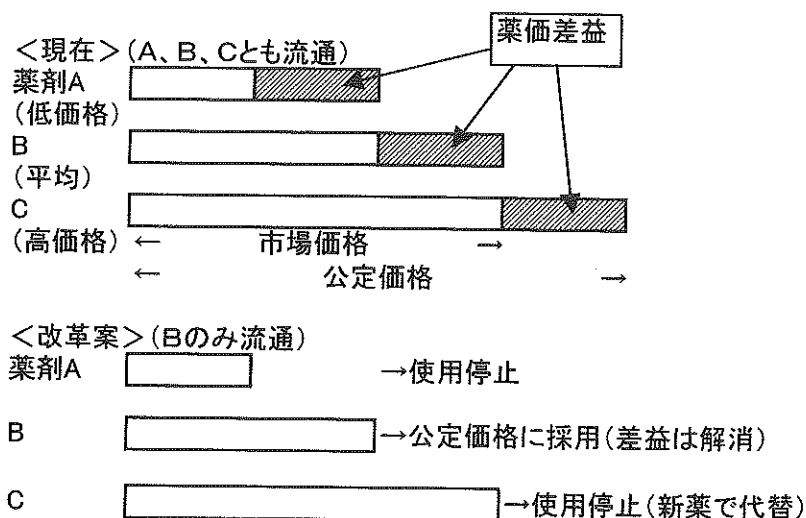 薬価差益
＜現在＞(A、B、Cとも流通)
薬剤A
(低価格)
B
(平均)
C
(高価格) ← 市場価格 →
← 公定価格 →
＜改革案＞(Bのみ流通)
薬剤A →使用停止
B →公定価格に採用(差益は解消)
C →使用停止(新薬で代替)